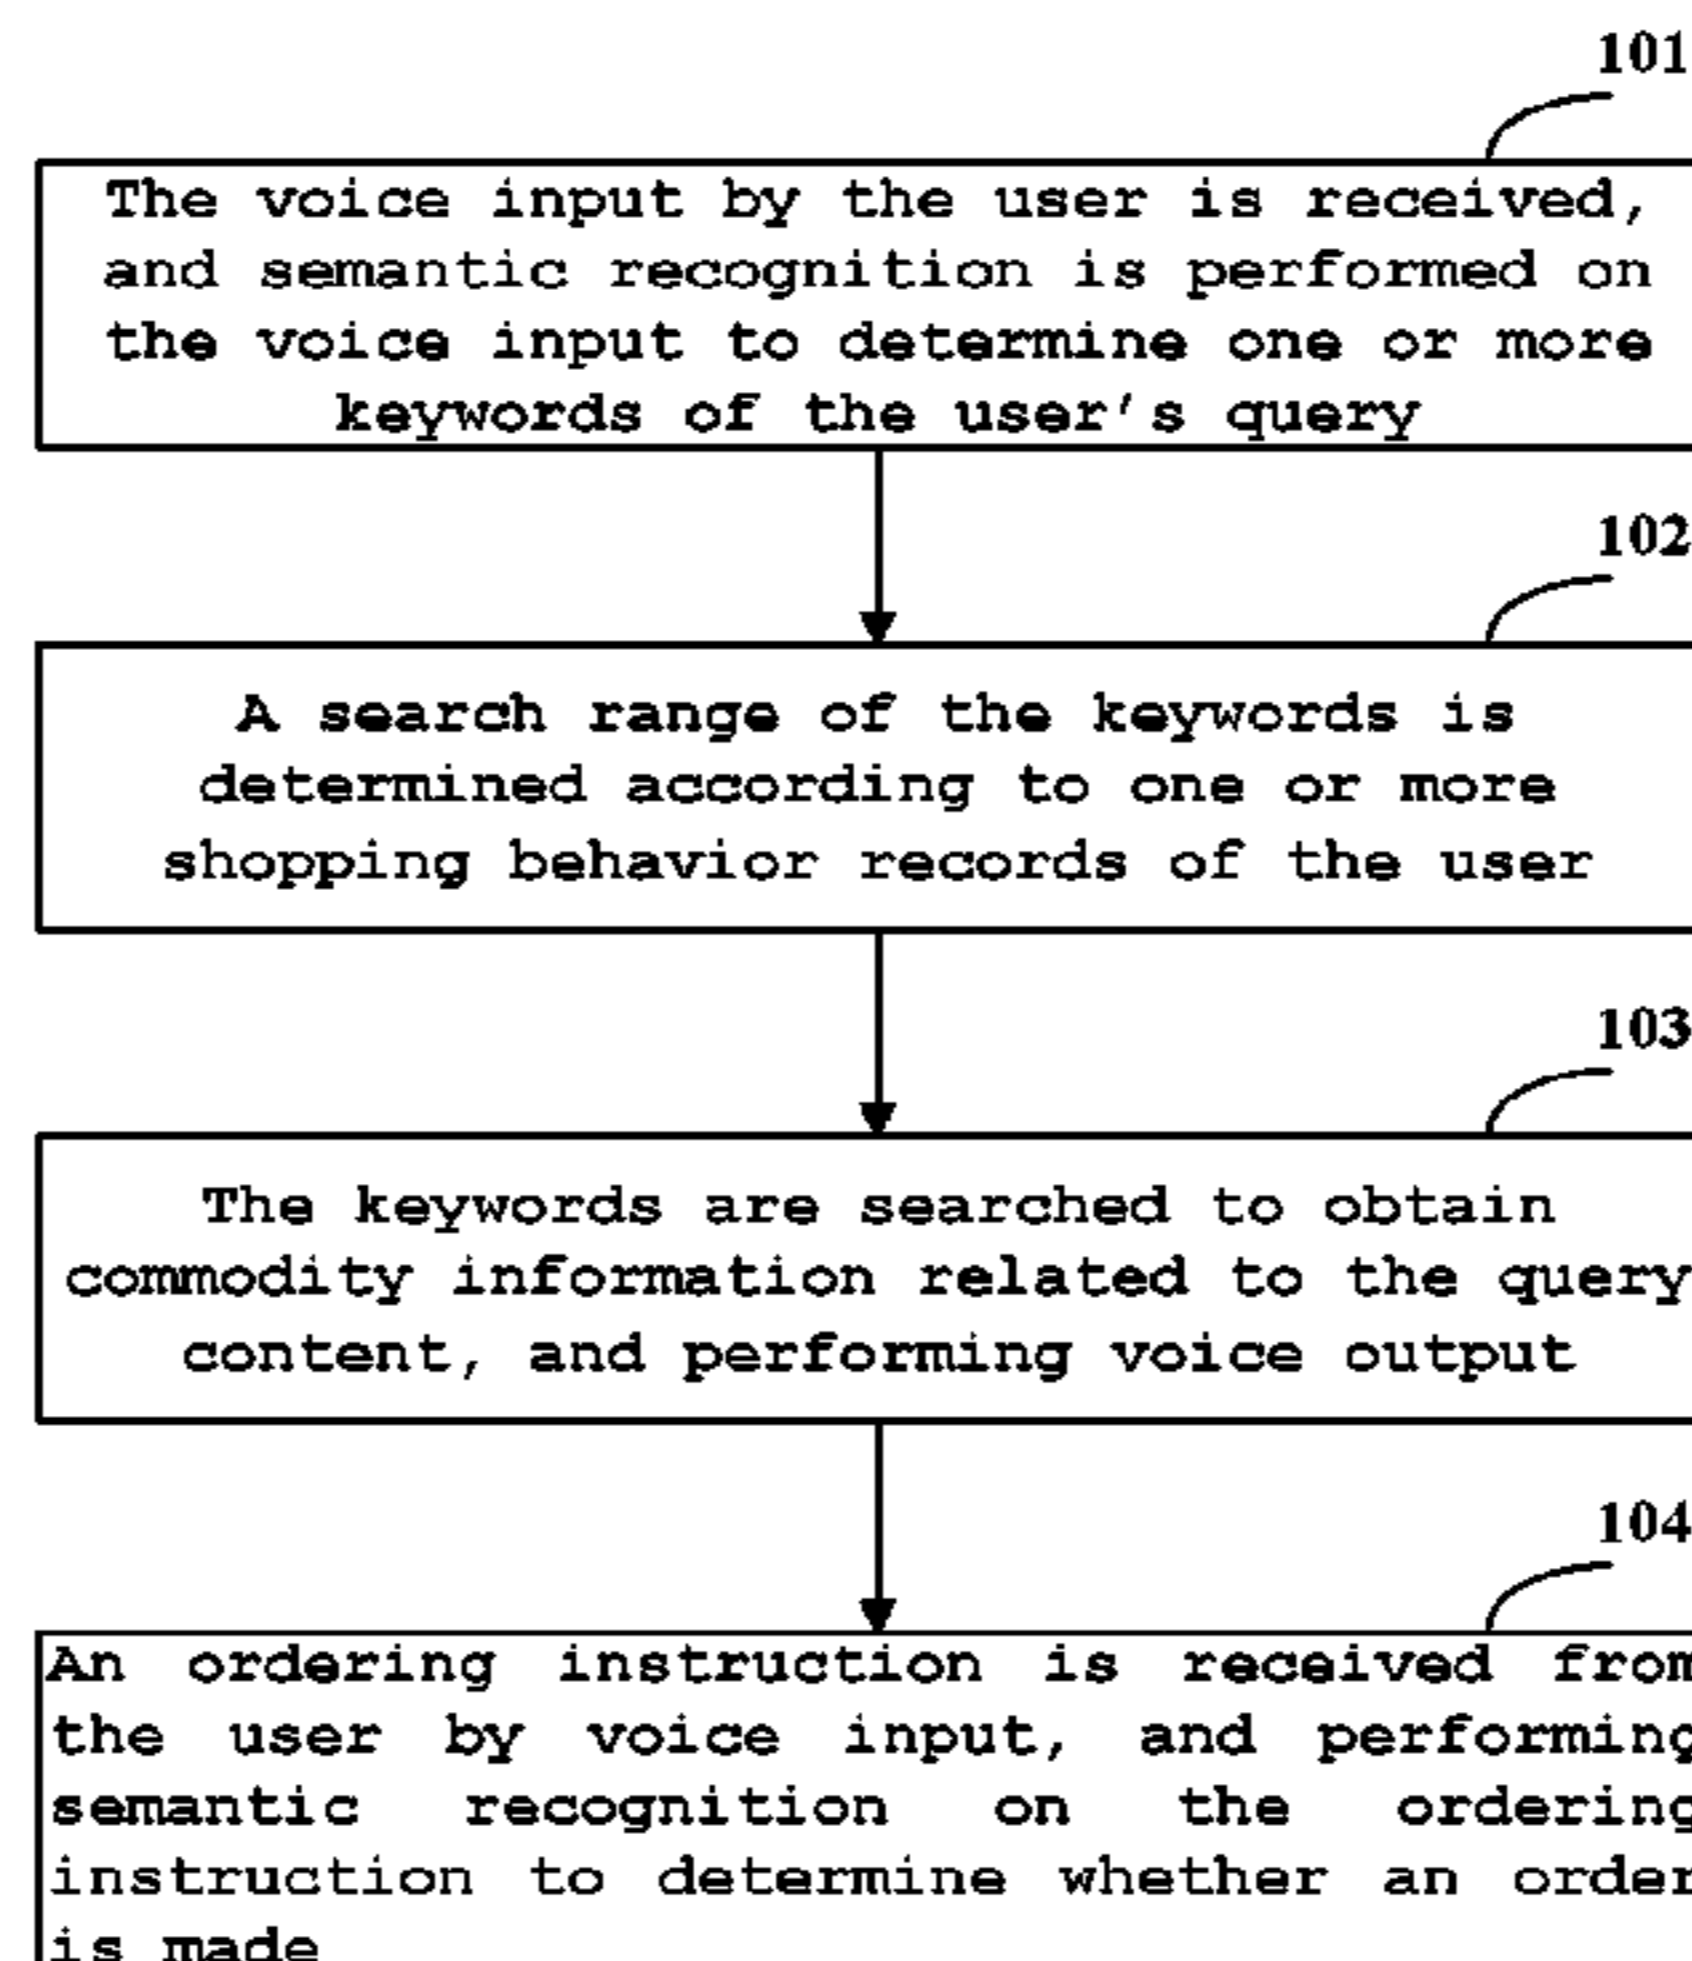 101
The voice input by the user is received,
and semantic recognition is performed on
the voice input to determine one or more
keywords of the user's query
102
A search range of the keywords is
determined according to one or more
shopping behavior records of the user
103
The keywords are searched to obtain
commodity information related to the query
content, and performing voice output
104
An ordering instruction is received from
the user by voice input, and performing
semantic recognition on the ordering
instruction to determine whether an order
is made